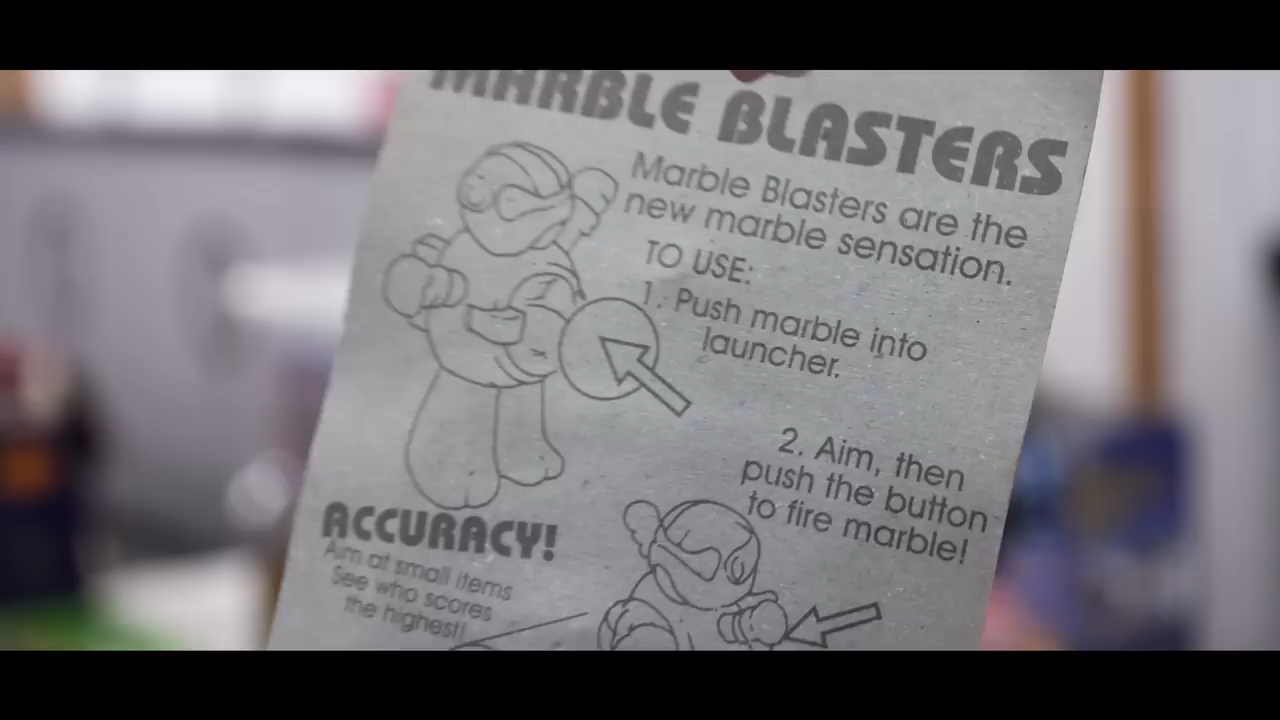 MARBLE BLASTERS
Marble Blasters are the
new marble sensation.
TO USE:
1. Push marble into
launcher.
2. Aim, then
push the button
to fire marble!
ACCURACY!
Aim at small items
See who scores
the highest!